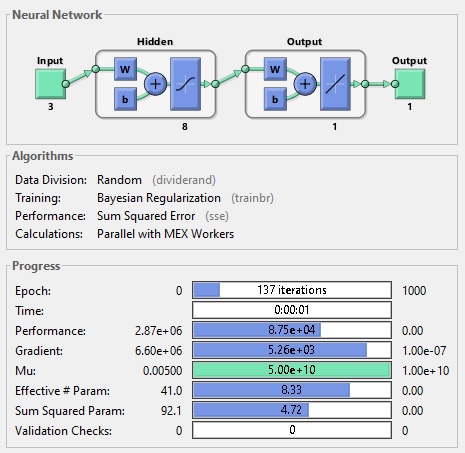 Neural Network
Hidden Output
Input W b + W b + Output
3 8 1 1
Algorithms
Data Division: Random (dividerand)
Training: Bayesian Regularization (trainbr)
Performance: Sum Squared Error (sse)
Calculations: Parallel with MEX Workers
Progress
Epoch: 0 137 iterations 1000
Time: 0:00:01
Performance: 2.87e+06 8.75e+04 0.00
Gradient: 6.60e+06 5.26e+03 1.00e-07
Mu: 0.00500 5.00e+10 1.00e+10
Effective # Param: 41.0 8.33 0.00
Sum Squared Param: 92.1 4.72 0.00
Validation Checks: 0 0 0